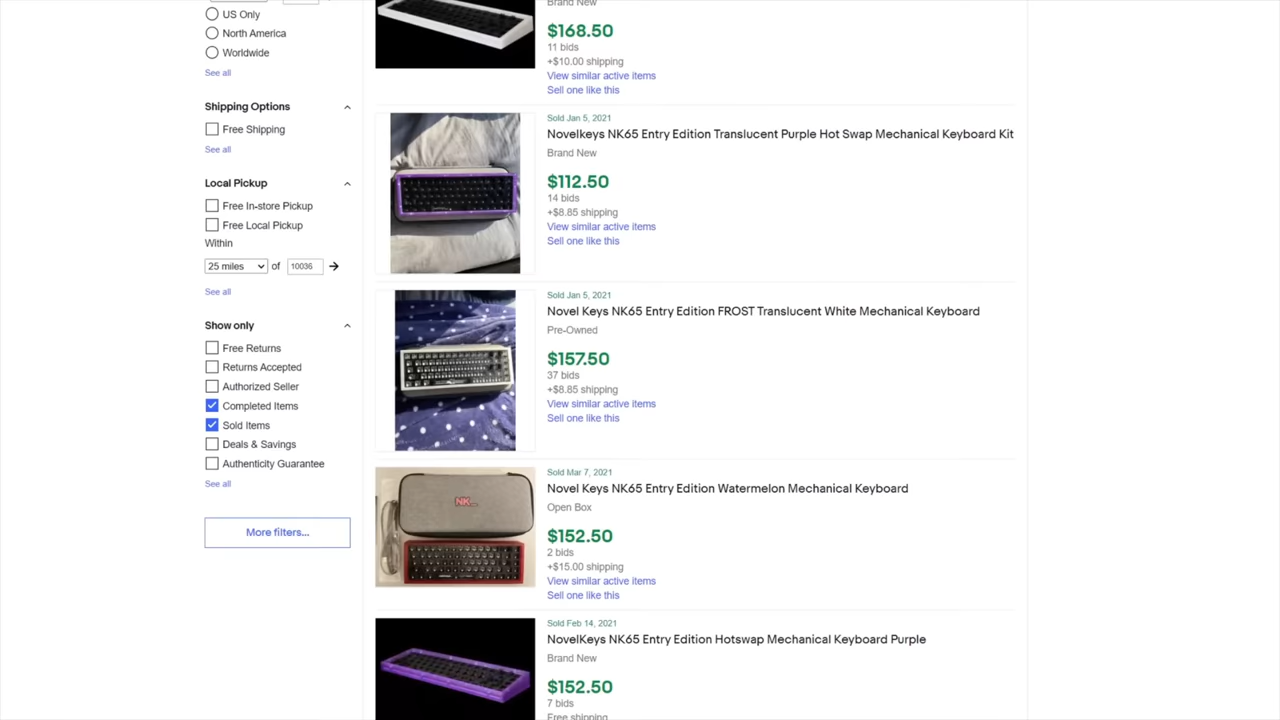 US Only
North America
Worldwide
See all
Shipping Options
Free Shipping
See all
Local Pickup
Free In-store Pickup
Free Local Pickup
Within
25 miles of 10036
See all
Show only
Free Returns
Returns Accepted
Authorized Seller
Completed Items
Sold Items
Deals & Savings
Authenticity Guarantee
See all
More filters...
Brand New
$168.50
11 bids
+$10.00 shipping
View similar active items
Sell one like this
Sold Jan 5, 2021
Novelkeys NK65 Entry Edition Translucent Purple Hot Swap Mechanical Keyboard Kit
Brand New
$112.50
14 bids
+$8.85 shipping
View similar active items
Sell one like this
Sold Jan 5, 2021
Novel Keys NK65 Entry Edition FROST Translucent White Mechanical Keyboard
Pre-Owned
$157.50
37 bids
+$8.85 shipping
View similar active items
Sell one like this
NK
Sold Mar 7, 2021
Novel Keys NK65 Entry Edition Watermelon Mechanical Keyboard
Open Box
$152.50
2 bids
+$15.00 shipping
View similar active items
Sell one like this
Sold Feb 14, 2021
NovelKeys NK65 Entry Edition Hotswap Mechanical Keyboard Purple
Brand New
$152.50
7 bids
Free shipping